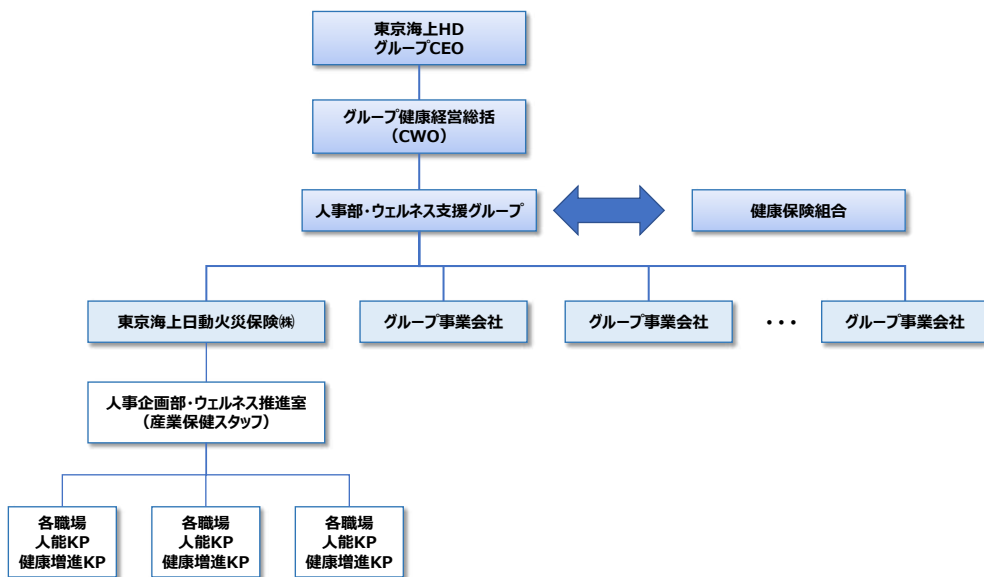 東京海上HD
グループCEO
グループ健康経営総括
（CWO）
人事部・ウェルネス支援グループ
健康保険組合
東京海上日動火災保険㈱
グループ事業会社
グループ事業会社
・・・
グループ事業会社
人事企画部・ウェルネス推進室
（産業保健スタッフ）
各職場
人能KP
健康増進KP
各職場
人能KP
健康増進KP
各職場
人能KP
健康増進KP